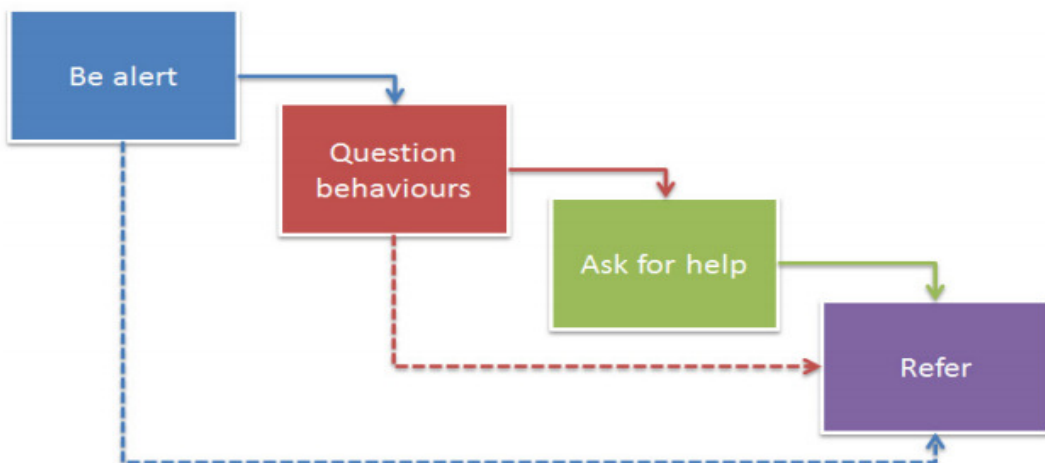 Be alert
Question
behaviours
Ask for help
Refer